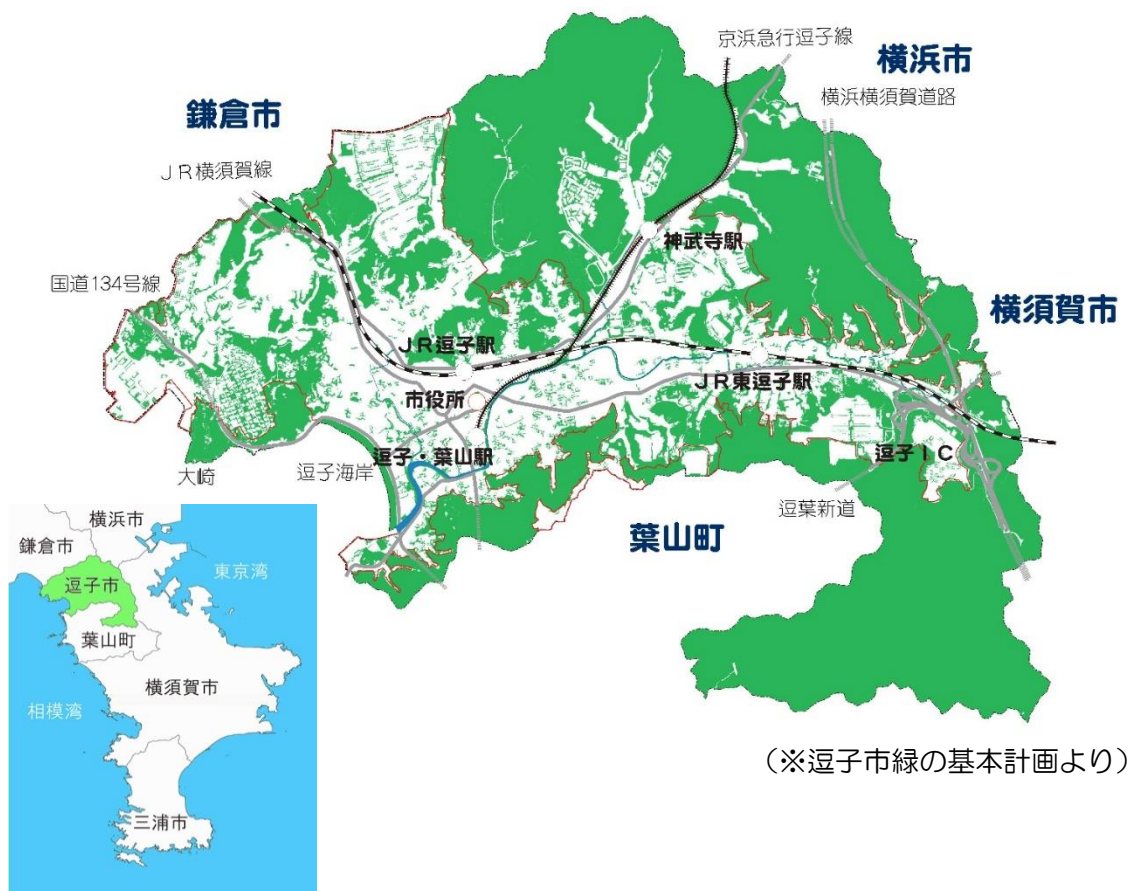 京浜急行逗子線
横浜市
横浜横須賀道路
鎌倉市
JR横須賀線
神武寺駅
国道134号線
横須賀市
JR逗子駅
JR東逗子駅
市役所
逗子・葉山駅
逗子IC
大崎
逗子海岸
逗葉新道
葉山町
横浜市
鎌倉市
東京湾
逗子市
葉山町
横須賀市
相模湾
三浦市
(※逗子市緑の基本計画より)